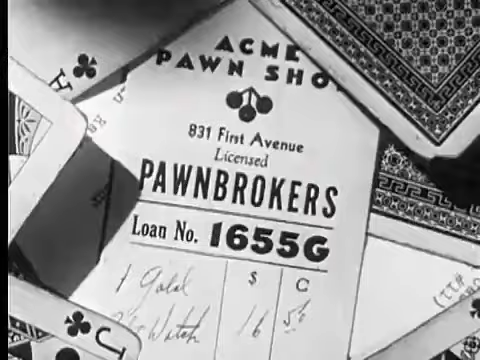 ACME
PAWN SHO
831 First Avenue
Licensed
PAWNBROKERS
Loan No. 1655G
$ C
1 Gold
Watch 16
J